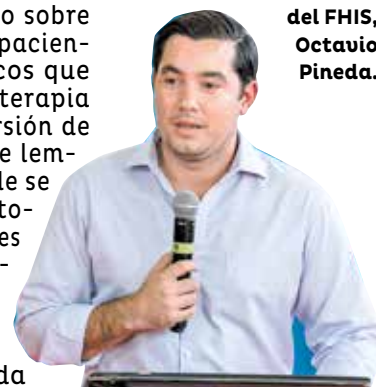 o sobre
pacien-
cos que
terapia
rsión de
e lem-
le se
to-
es
-
da
del FHIS,
Octavio
Pineda.